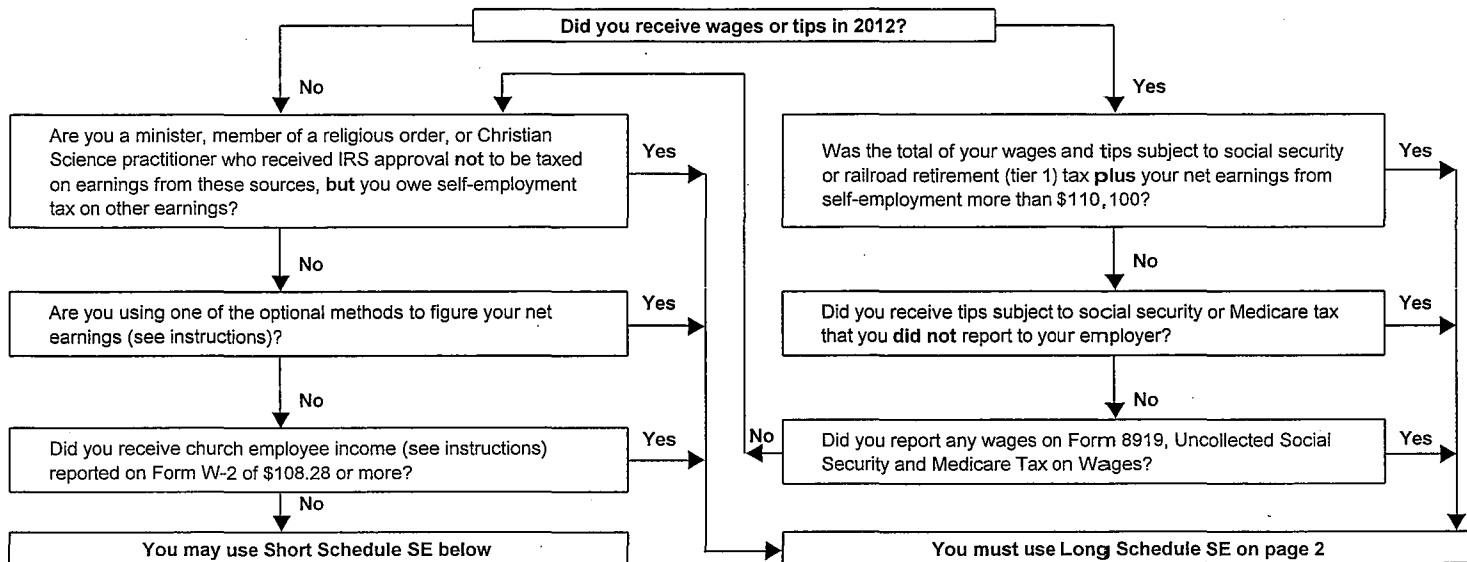 Did you receive wages or tips in 2012?
No
Yes
Are you a minister, member of a religious order, or Christian
Science practitioner who received IRS approval not to be taxed
on earnings from these sources, but you owe self-employment
tax on other earnings?
Yes
Was the total of your wages and tips subject to social security
or railroad retirement (tier 1) tax plus your net earnings from
self-employment more than $110,100?
Yes
No
No
Are you using one of the optional methods to figure your net
earnings (see instructions)?
Yes
Did you receive tips subject to social security or Medicare tax
that you did not report to your employer?
Yes
No
No
Did you receive church employee income (see instructions)
reported on Form W-2 of $108.28 or more?
Yes
No
Did you report any wages on Form 8919, Uncollected Social
Security and Medicare Tax on Wages?
Yes
No
You may use Short Schedule SE below
You must use Long Schedule SE on page 2